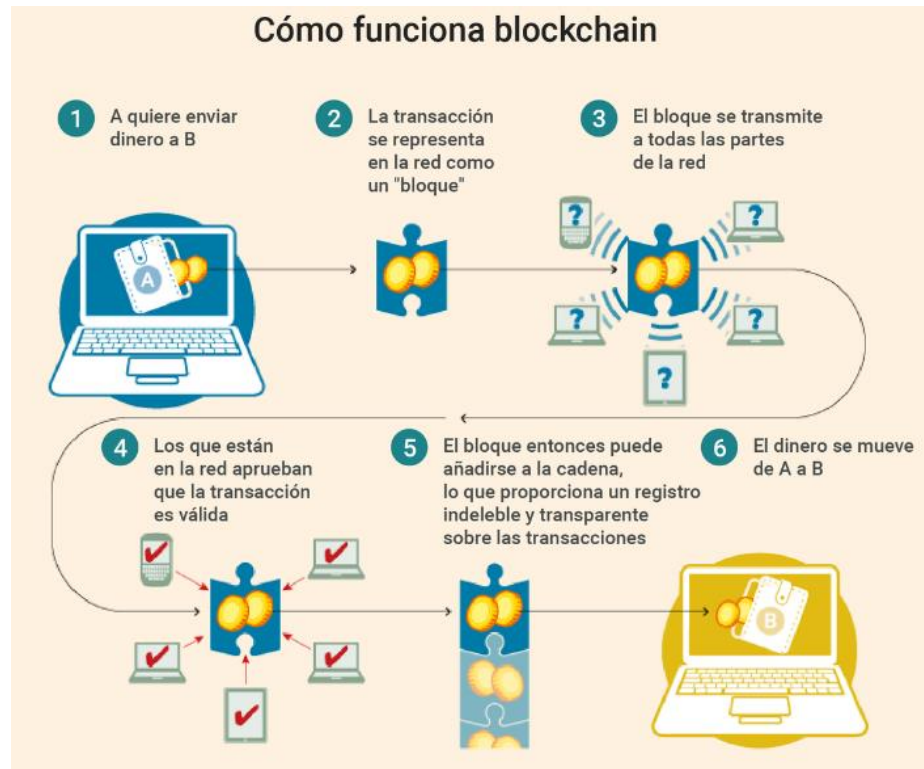 Cómo funciona blockchain
1
A quiere enviar
dinero a B
2
La transacción
se representa
en la red como
un "bloque"
3
El bloque se transmite
a todas las partes
de la red
A
?
?
?
?
?
4
Los que están
en la red aprueban
que la transacción
es válida
5
El bloque entonces puede
añadirse a la cadena,
lo que proporciona un registro
indeleble y transparente
sobre las transacciones
6
El dinero se mueve
de A a B
B